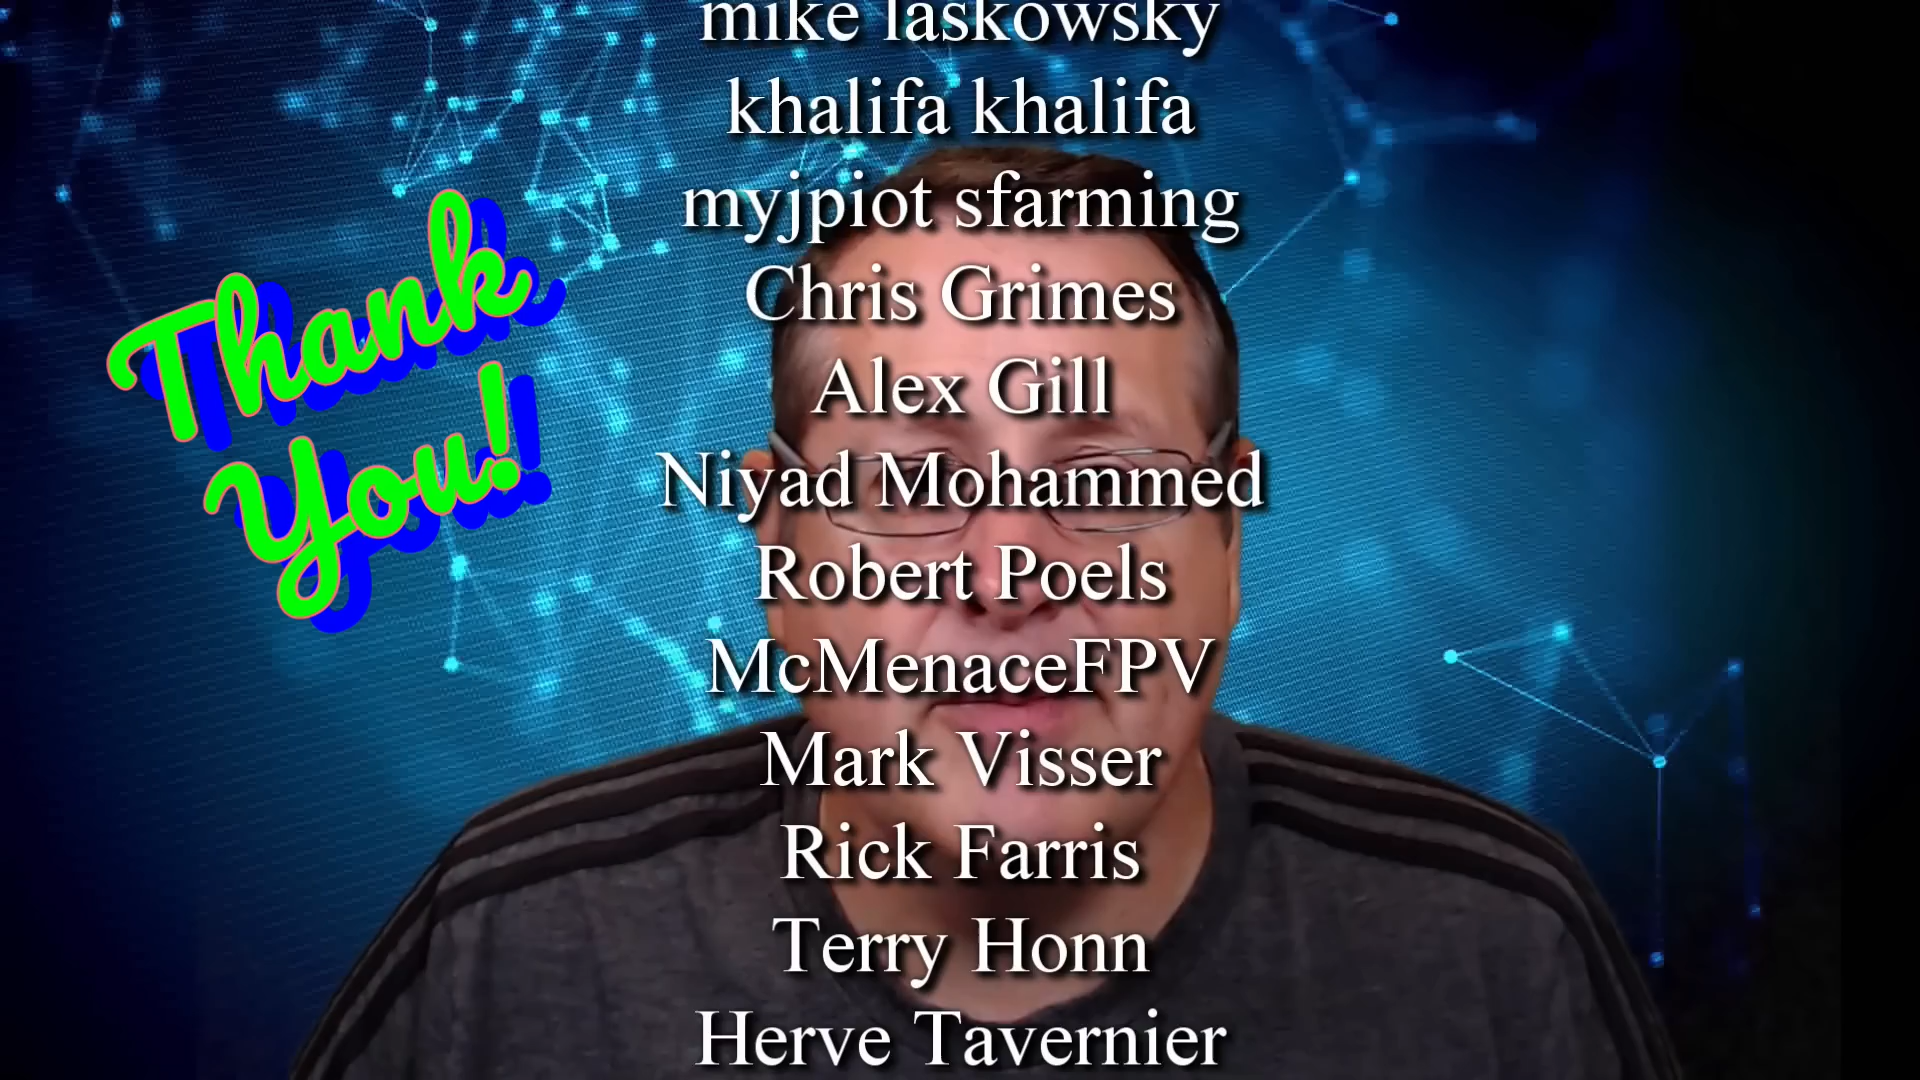 mike laskowsky
khalifa khalifa
myjpiot sfarming
Thank
You!
Chris Grimes
Alex Gill
Niyad Mohammed
Robert Poels
McMenaceFPV
Mark Visser
Rick Farris
Terry Honn
Herve Tavernier